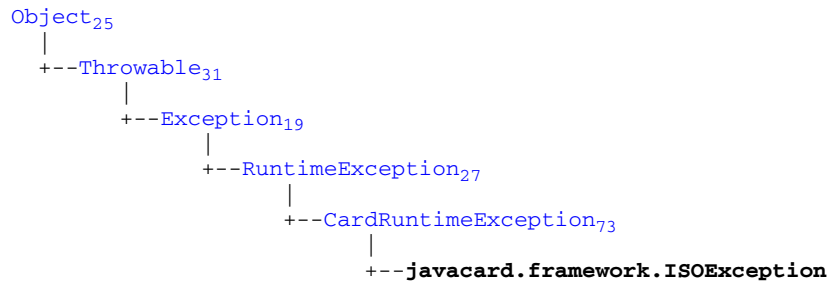 Object25
|
+--Throwable31
|
+--Exception19
|
+--RuntimeException27
|
+--CardRuntimeException73
|
+--javacard.framework.ISOException